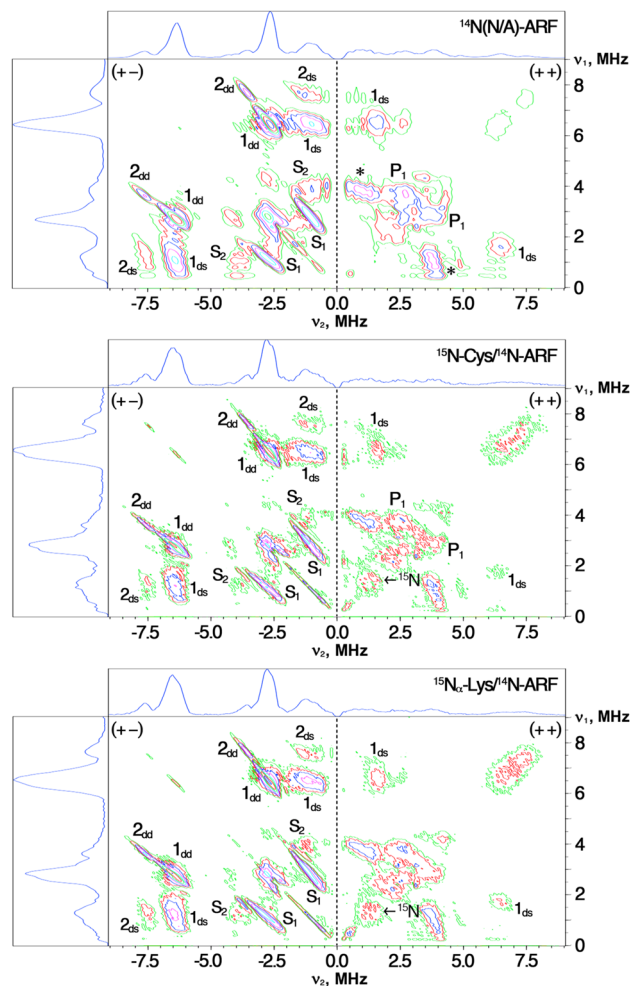 ¹⁴N(N/A)-ARF
ν₁, MHz
(+−) (++)
8
2dd 2ds
1ds
6
1dd 1ds
S₂ * P₁
4
2dd 1dd
P₁
2
2ds 1ds S₂ S₁ S₁ * 1ds
0
-7.5 -5.0 -2.5 0.0 2.5 5.0 7.5
ν₂, MHz
¹⁵N-Cys/¹⁴N-ARF
ν₁, MHz
(+−) (++)
8
2dd 2ds
1ds
6
1dd 1ds
S₂ P₁
4
2dd 1dd
P₁
2
2ds 1ds S₂ S₁ S₁ ←¹⁵N 1ds
0
-7.5 -5.0 -2.5 0.0 2.5 5.0 7.5
ν₂, MHz
¹⁵Nα-Lys/¹⁴N-ARF
ν₁, MHz
(+−) (++)
8
2dd 2ds
1ds
6
1dd 1ds
S₂
4
2dd 1dd
2
2ds 1ds S₂ S₁ S₁ ←¹⁵N 1ds
0
-7.5 -5.0 -2.5 0.0 2.5 5.0 7.5
ν₂, MHz